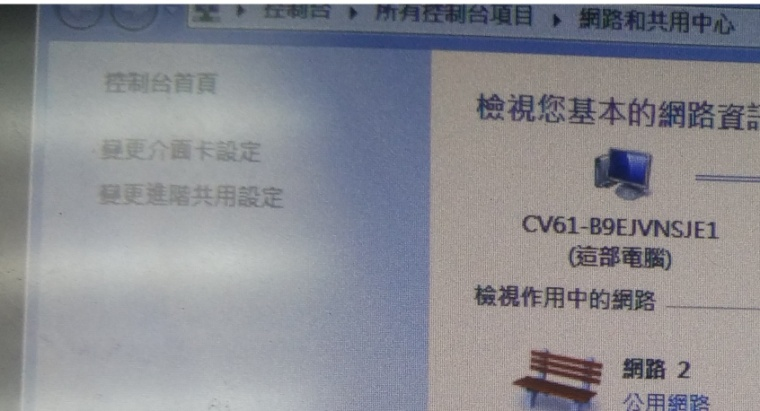 控制台 ▸ 所有控制台項目 ▸ 網路和共用中心
控制台首頁
變更介面卡設定
變更進階共用設定
檢視您基本的網路資訊
CV61-B9EJVNSJE1
(這部電腦)
檢視作用中的網路
網路 2
公用網路